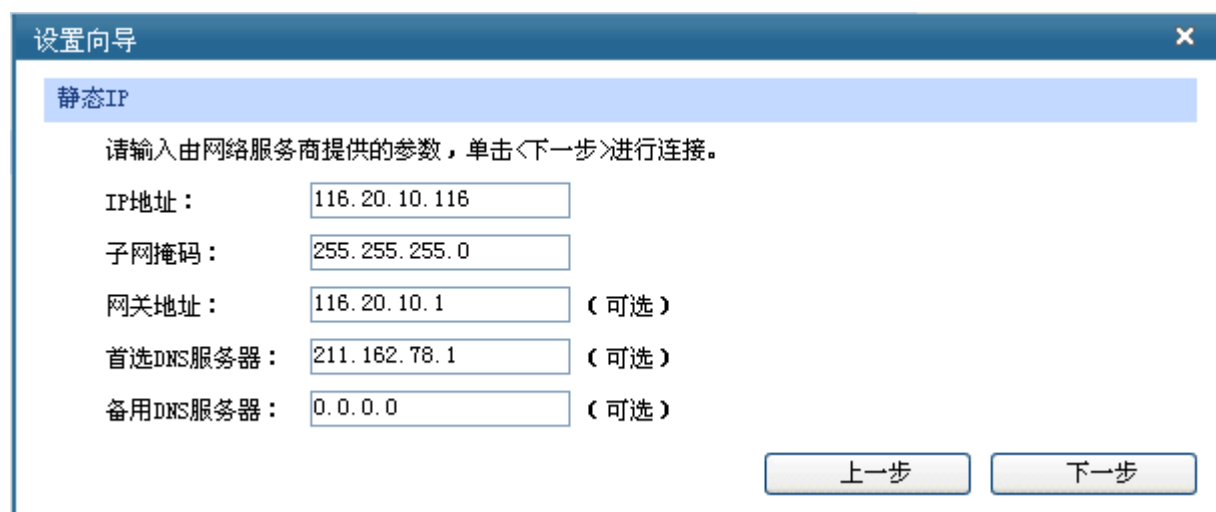 设置向导
静态IP
请输入由网络服务商提供的参数，单击<下一步>进行连接。
IP地址： 116.20.10.116
子网掩码： 255.255.255.0
网关地址： 116.20.10.1 （可选）
首选DNS服务器： 211.162.78.1 （可选）
备用DNS服务器： 0.0.0.0 （可选）
上一步 下一步